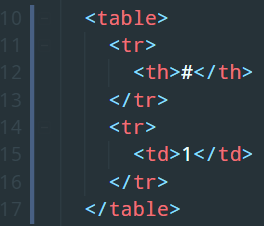 10 <table>
11 <tr>
12 <th>#</th>
13 </tr>
14 <tr>
15 <td>1</td>
16 </tr>
17 </table>